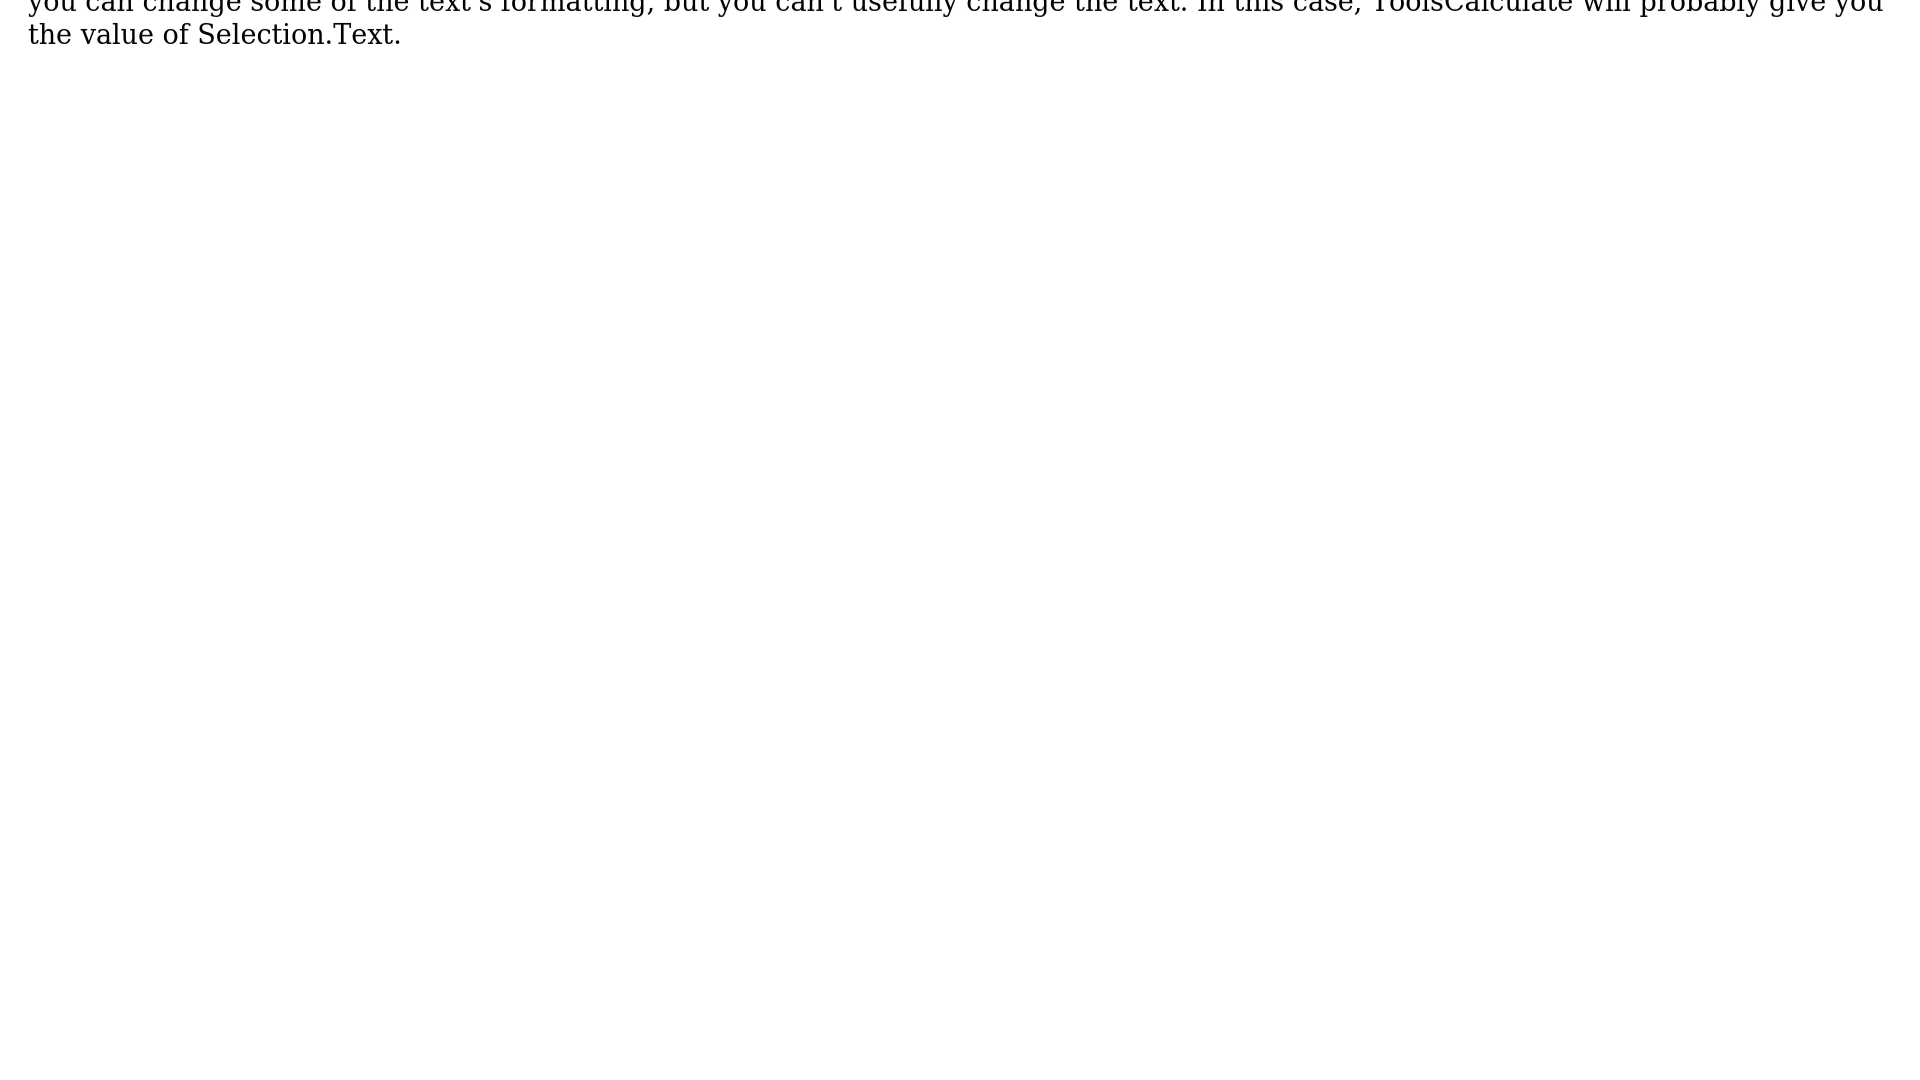 you can change some of the text's formatting, but you can't usefully change the text. In this case, ToolsCalculate will probably give you
the value of Selection.Text.